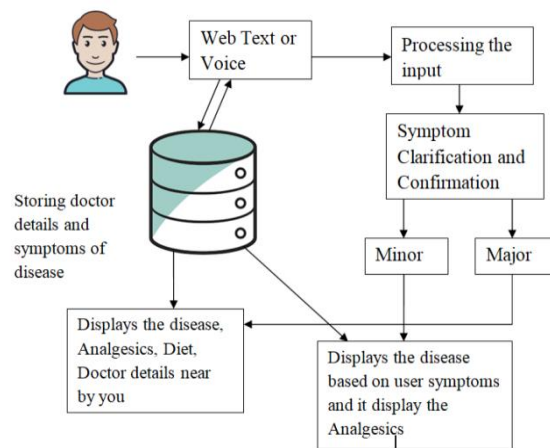 Web Text or
Voice
Processing the
input
Symptom
Clarification and
Confirmation
Storing doctor
details and
symptoms of
disease
Minor
Major
Displays the disease,
Analgesics, Diet,
Doctor details near
by you
Displays the disease
based on user symptoms
and it display the
Analgesics